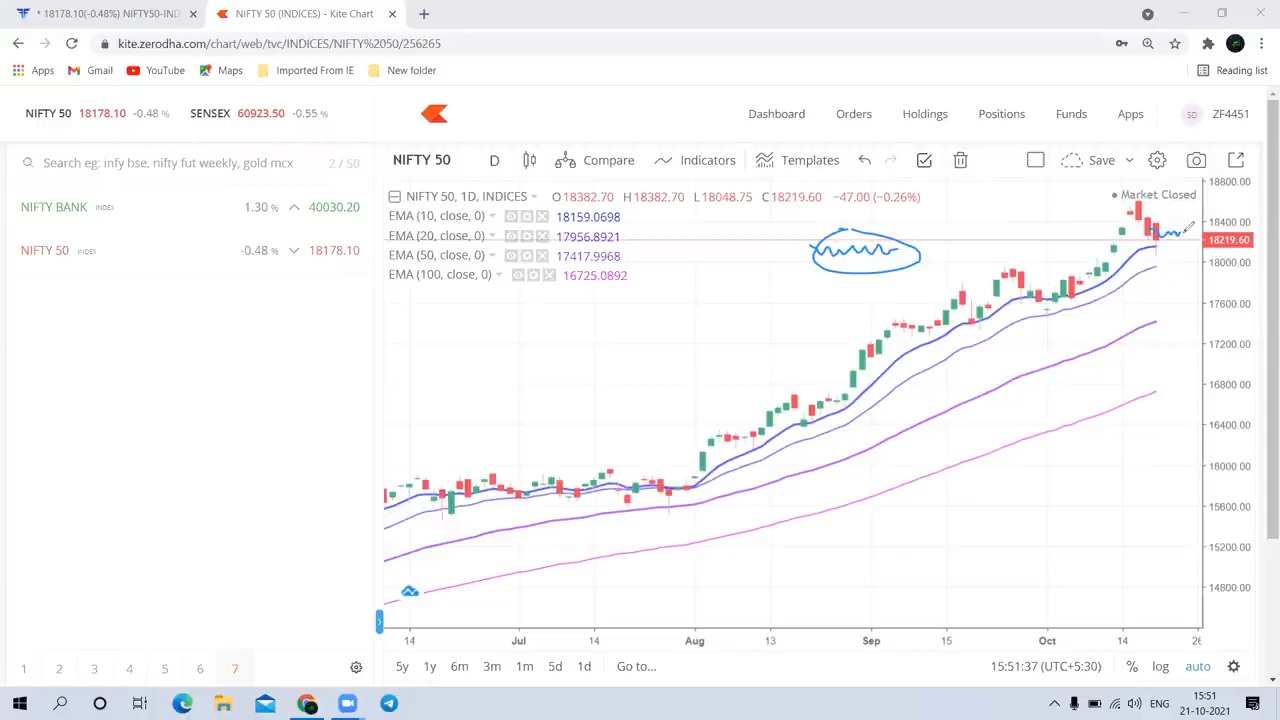 * 18178.10(-0.48%) NIFTY50-IND
NIFTY 50 (INDICES) - Kite Chart
kite.zerodha.com/chart/web/tvc/INDICES/NIFTY%2050/256265
Apps Gmail YouTube Maps Imported From IE New folder Reading list
NIFTY 50 18178.10 -0.48 % SENSEX 60923.50 -0.55 %
Dashboard Orders Holdings Positions Funds Apps SD ZF4451
Search eg: infy bse, nifty fut weekly, gold mcx 2 / 50
NIFTY BANK INDEX 1.30 % 40030.20
NIFTY 50 INDEX -0.48 % 18178.10
NIFTY 50 D Compare Indicators Templates Save
NIFTY 50, 1D, INDICES O18382.70 H18382.70 L18048.75 C18219.60 −47.00 (−0.26%)
Market Closed
EMA (10, close, 0) 18159.0698
EMA (20, close, 0) 17956.8921
EMA (50, close, 0) 17417.9968
EMA (100, close, 0) 16725.0892
18800.00
18400.00
18219.60
18000.00
17600.00
17200.00
16800.00
16400.00
16000.00
15600.00
15200.00
14800.00
14 Jul 14 Aug 13 Sep 15 Oct 14 26
5y 1y 6m 3m 1m 5d 1d Go to... 15:51:37 (UTC+5:30) % log auto
1 2 3 4 5 6 7
ENG 15:51
21-10-2021